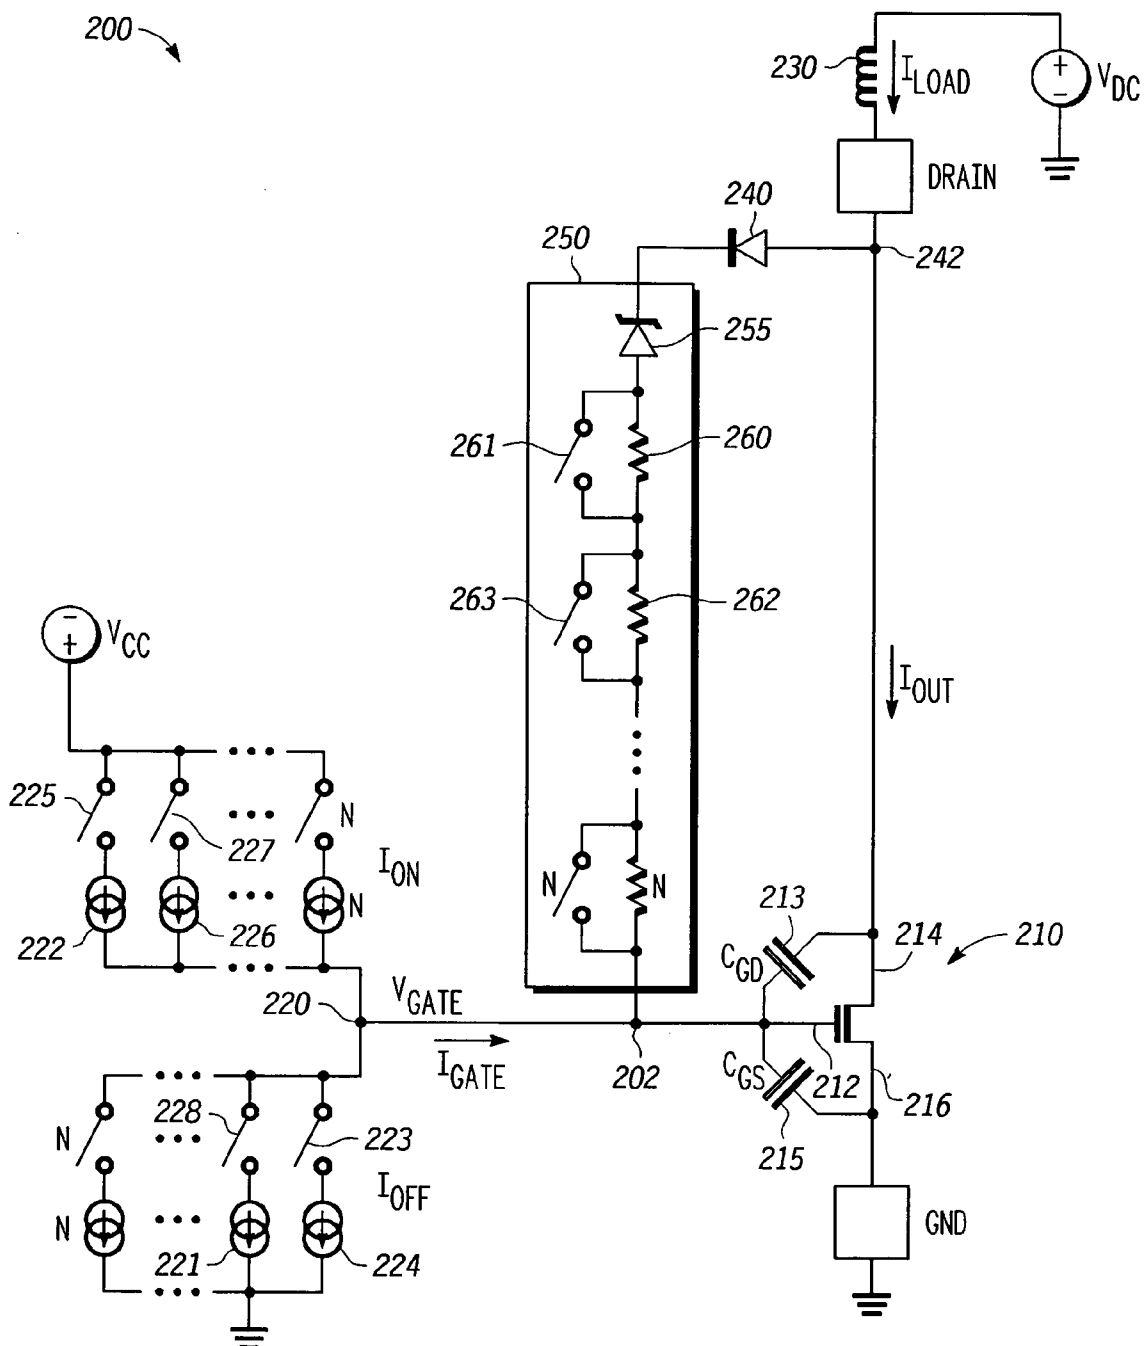 200
230
I_LOAD
V_DC
DRAIN
240
250
242
255
261
260
263
262
V_CC
I_OUT
225
N
227
I_ON
N
N
222
226
N
213
214
210
C_GD
V_GATE
220
I_GATE
202
C_GS
212
216
228
N
223
215
I_OFF
N
GND
221
224